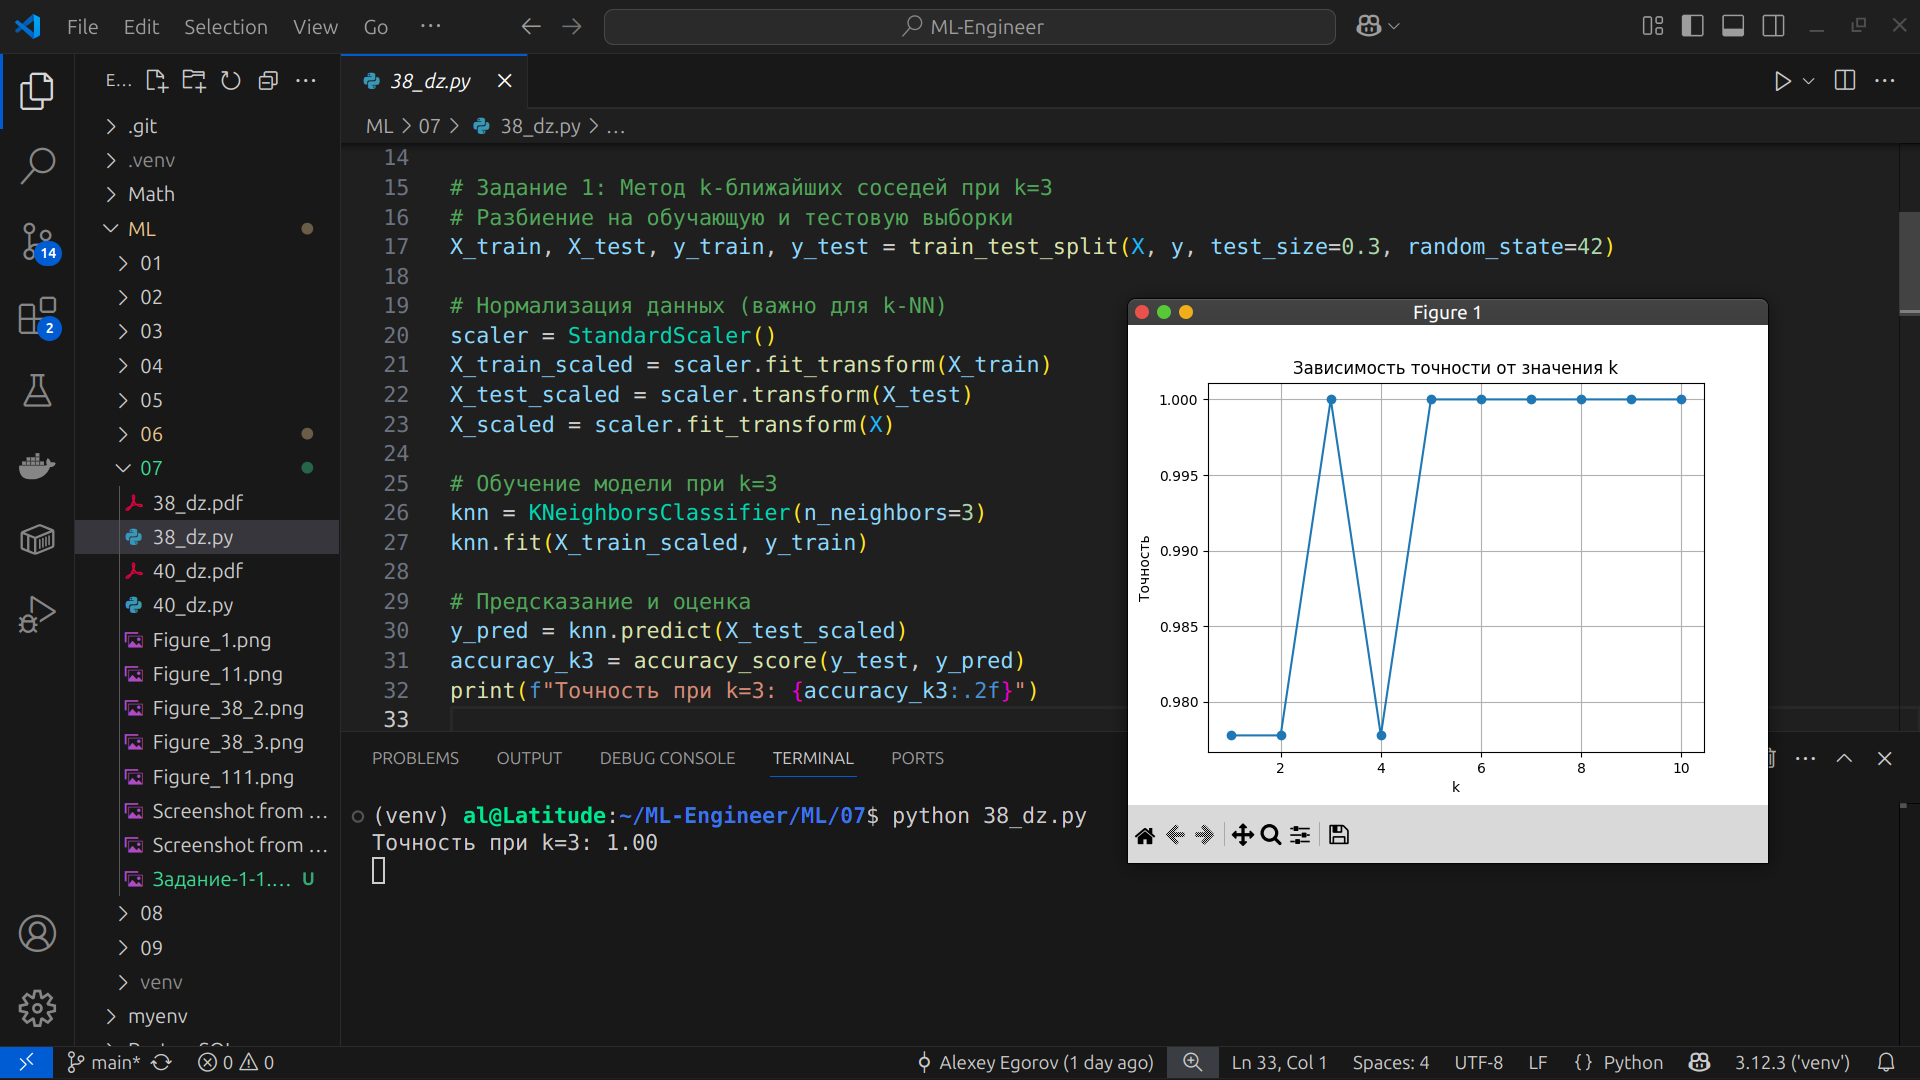 File Edit Selection View Go ···
ML-Engineer
E...
38_dz.py
ML > 07 > 38_dz.py > ...
.git
.venv
Math
ML
01
02
03
04
05
06
07
38_dz.pdf
38_dz.py
40_dz.pdf
40_dz.py
Figure_1.png
Figure_11.png
Figure_38_2.png
Figure_38_3.png
Figure_111.png
Screenshot from ...
Screenshot from ...
Задание-1-1.... U
08
09
venv
myenv
14
2
14
15 # Задание 1: Метод k-ближайших соседей при k=3
16 # Разбиение на обучающую и тестовую выборки
17 X_train, X_test, y_train, y_test = train_test_split(X, y, test_size=0.3, random_state=42)
18
19 # Нормализация данных (важно для k-NN)
20 scaler = StandardScaler()
21 X_train_scaled = scaler.fit_transform(X_train)
22 X_test_scaled = scaler.transform(X_test)
23 X_scaled = scaler.fit_transform(X)
24
25 # Обучение модели при k=3
26 knn = KNeighborsClassifier(n_neighbors=3)
27 knn.fit(X_train_scaled, y_train)
28
29 # Предсказание и оценка
30 y_pred = knn.predict(X_test_scaled)
31 accuracy_k3 = accuracy_score(y_test, y_pred)
32 print(f"Точность при k=3: {accuracy_k3:.2f}")
33
Figure 1
Зависимость точности от значения k
1.000
0.995
0.990
0.985
0.980
Точность
2 4 6 8 10
k
PROBLEMS OUTPUT DEBUG CONSOLE TERMINAL PORTS
(venv) al@Latitude:~/ML-Engineer/ML/07$ python 38_dz.py
Точность при k=3: 1.00
main* 0 0 Alexey Egorov (1 day ago) Ln 33, Col 1 Spaces: 4 UTF-8 LF {} Python 3.12.3 ('venv')